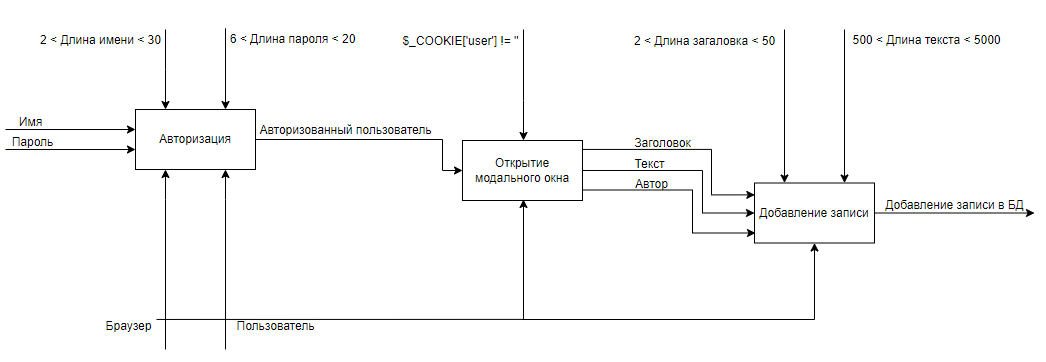 2 < Длина имени < 30
6 < Длина пароля < 20
$_COOKIE['user'] != ''
2 < Длина загаловка < 50
500 < Длина текста < 5000
Имя
Пароль
Авторизация
Авторизованный пользователь
Открытие
модального окна
Заголовок
Текст
Автор
Добавление записи
Добавление записи в БД
Браузер
Пользователь